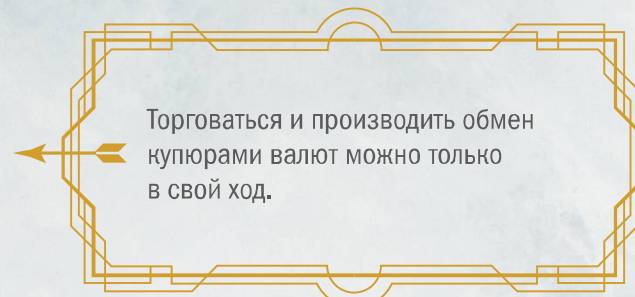 Торговаться и производить обмен
купюрами валют можно только
в свой ход.